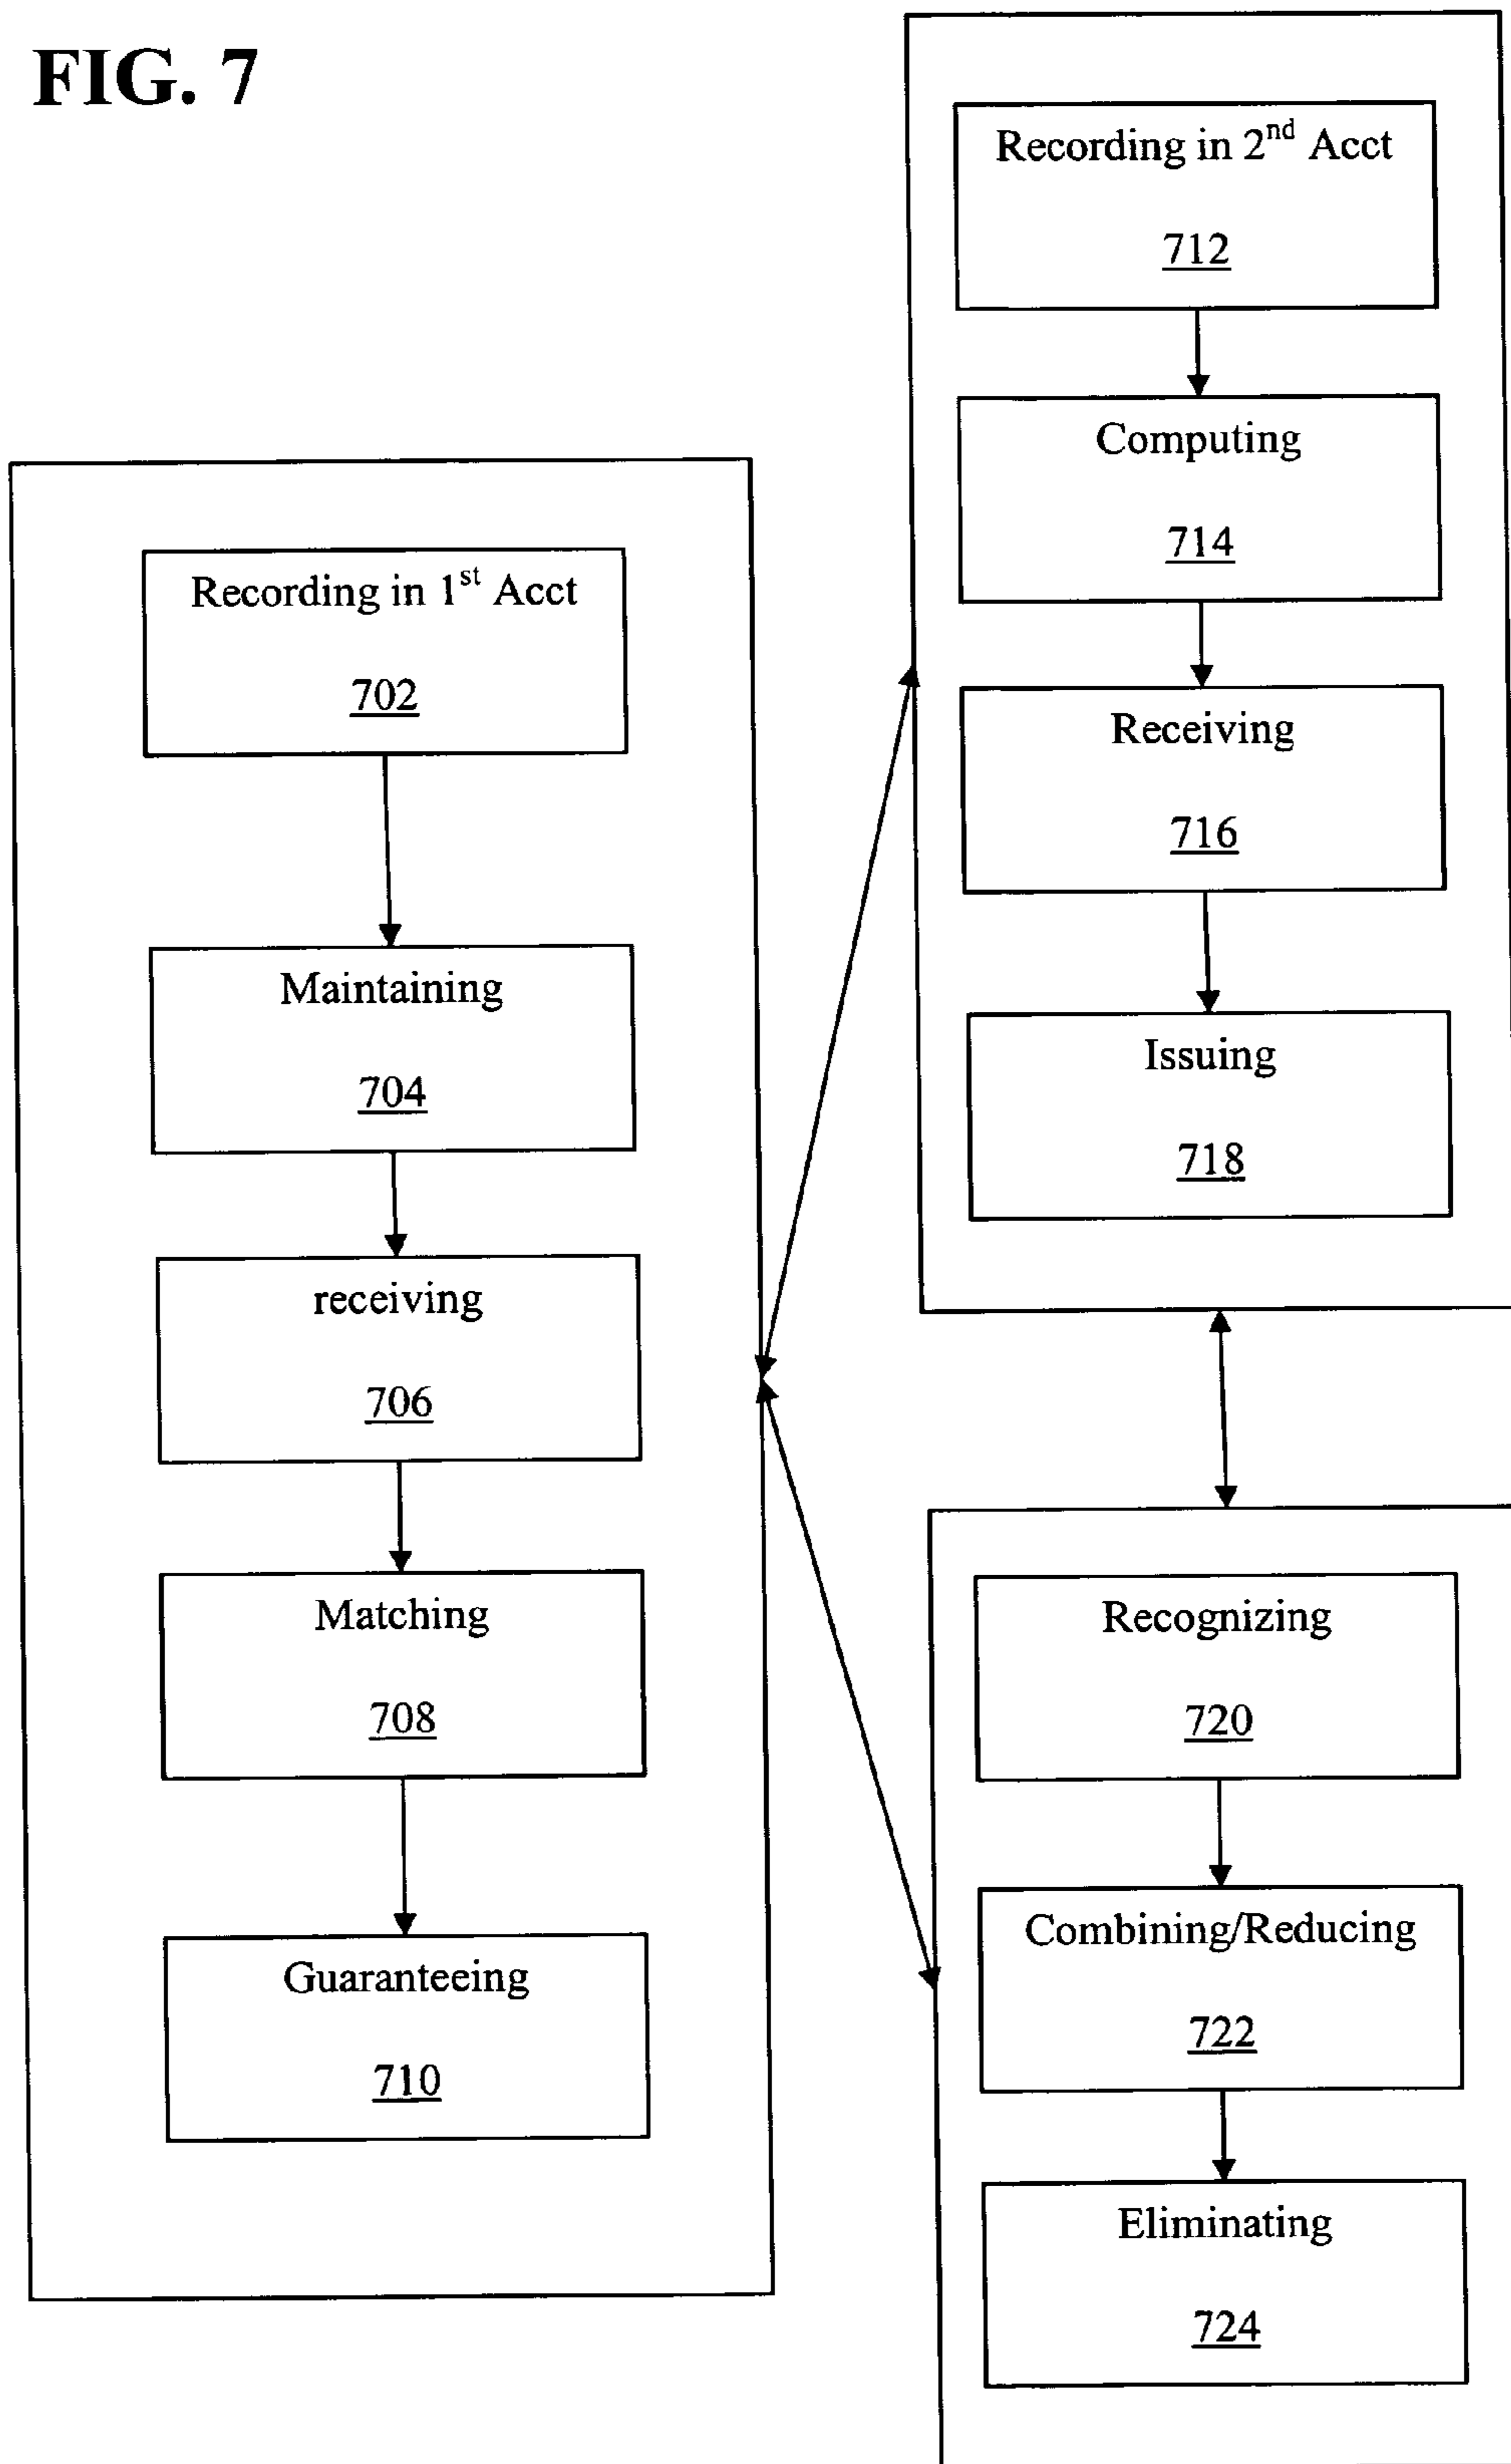 FIG. 7
Recording in 1st Acct
702
Maintaining
704
receiving
706
Matching
708
Guaranteeing
710
Recording in 2nd Acct
712
Computing
714
Receiving
716
Issuing
718
Recognizing
720
Combining/Reducing
722
Eliminating
724